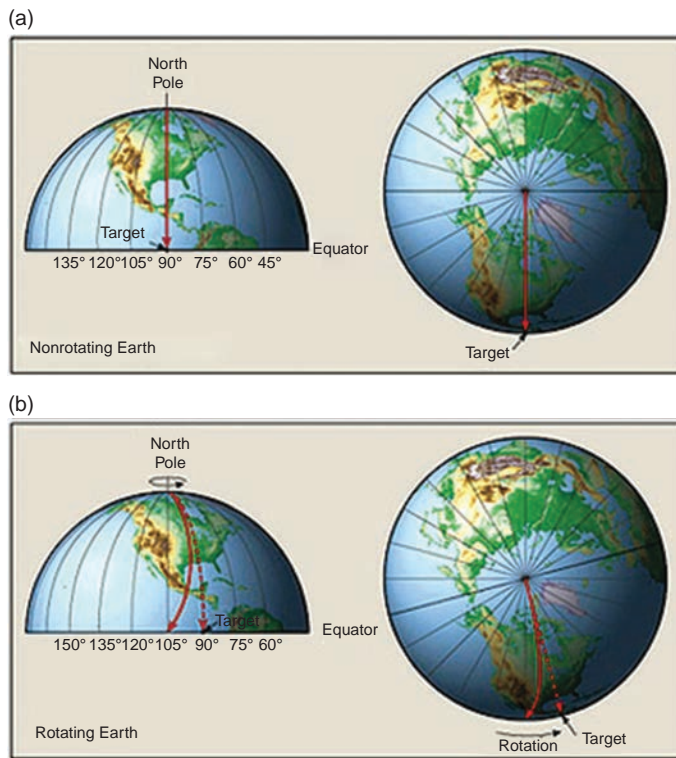 (a)
North
Pole
Target
Equator
135° 120° 105° 90° 75° 60° 45°
Nonrotating Earth
Target
(b)
North
Pole
Target
Equator
150° 135° 120° 105° 90° 75° 60°
Rotating Earth
Rotation
Target